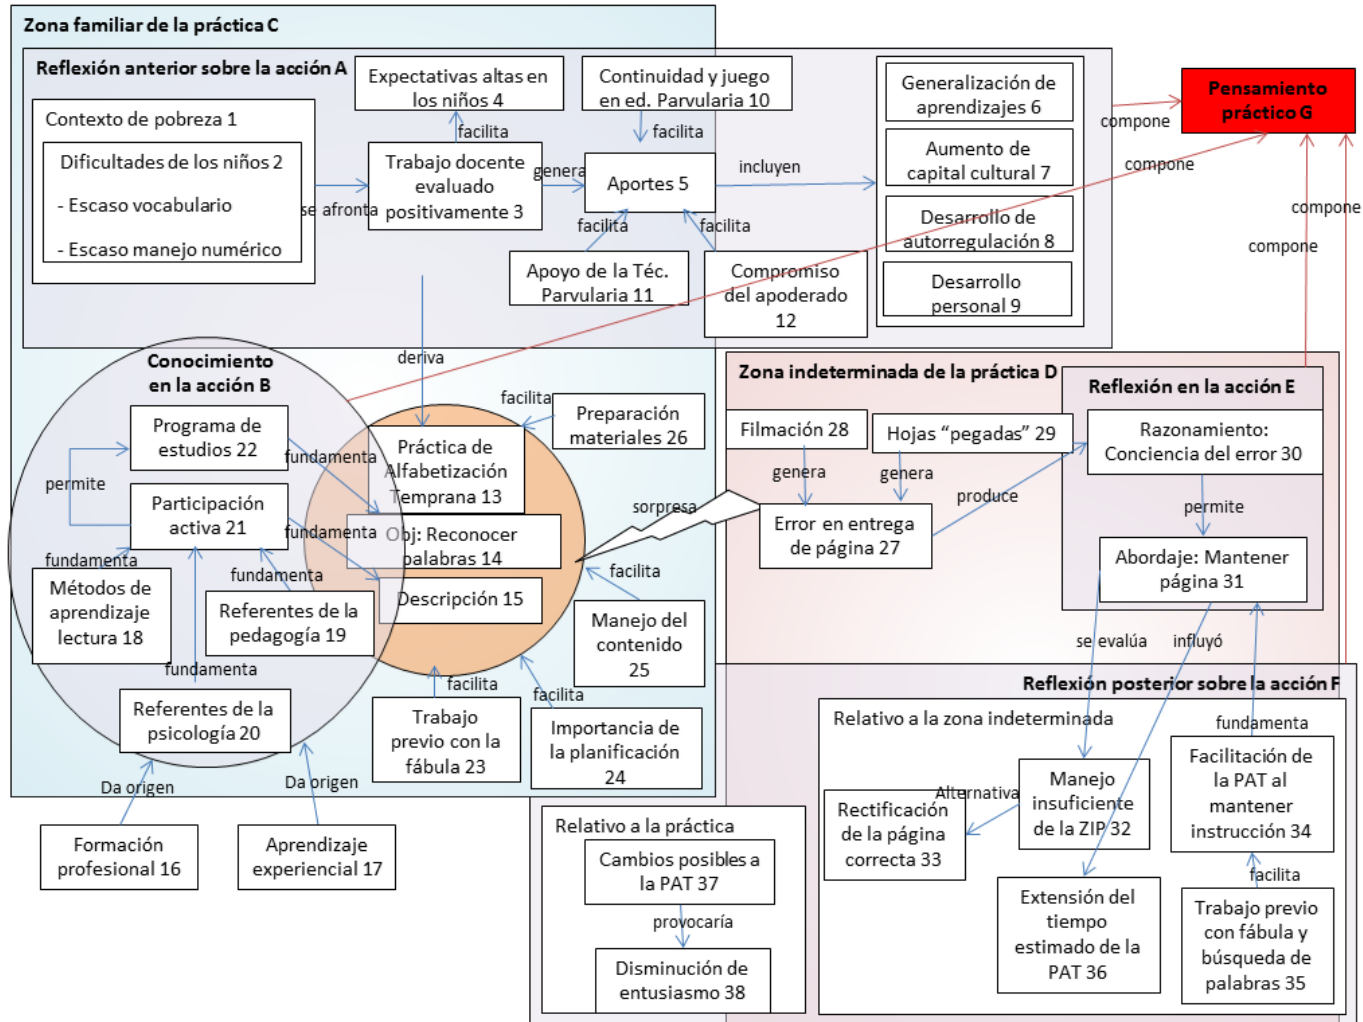 Zona familiar de la práctica C
Reflexión anterior sobre la acción A
Contexto de pobreza 1
Dificultades de los niños 2
- Escaso vocabulario
- Escaso manejo numérico
se afronta
Expectativas altas en
los niños 4
facilita
Trabajo docente
evaluado
positivamente 3
genera
Continuidad y juego
en ed. Parvularia 10
facilita
Aportes 5
incluyen
facilita
facilita
Apoyo de la Téc.
Parvularia 11
Compromiso
del apoderado
12
Generalización de
aprendizajes 6
Aumento de
capital cultural 7
Desarrollo de
autorregulación 8
Desarrollo
personal 9
Pensamiento
práctico G
compone
compone
compone
compone
deriva
Conocimiento
en la acción B
Programa de
estudios 22
fundamenta
permite
Participación
activa 21
fundamenta
fundamenta
fundamenta
Métodos de
aprendizaje
lectura 18
Referentes de la
pedagogía 19
fundamenta
Referentes de la
psicología 20
Da origen
Da origen
Formación
profesional 16
Aprendizaje
experiencial 17
Práctica de
Alfabetización
Temprana 13
Obj: Reconocer
palabras 14
Descripción 15
facilita
Preparación
materiales 26
sorpresa
facilita
Manejo del
contenido
25
facilita
Trabajo
previo con la
fábula 23
facilita
Importancia de
la planificación
24
Zona indeterminada de la práctica D
Filmación 28
genera
Hojas “pegadas” 29
genera
Error en entrega
de página 27
produce
Reflexión en la acción E
Razonamiento:
Conciencia del error 30
permite
Abordaje: Mantener
página 31
se evalúa
influyó
Reflexión posterior sobre la acción F
Relativo a la zona indeterminada
fundamenta
Manejo
insuficiente
de la ZIP 32
Alternativa
Rectificación
de la página
correcta 33
Facilitación de
la PAT al
mantener
instrucción 34
facilita
Extensión del
tiempo
estimado de la
PAT 36
Trabajo previo
con fábula y
búsqueda de
palabras 35
Relativo a la práctica
Cambios posibles a
la PAT 37
provocaría
Disminución de
entusiasmo 38